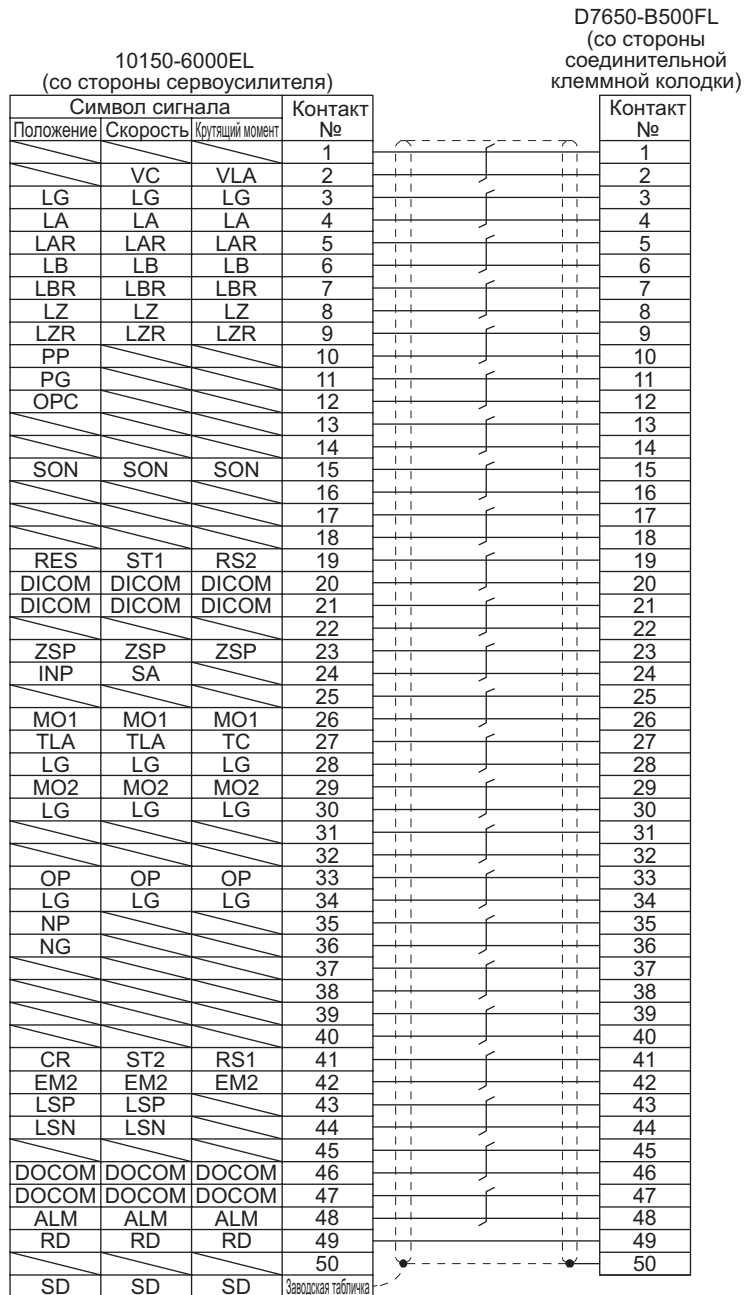 D7650-B500FL
(со стороны
соединительной
клеммной колодки)
10150-6000EL
(со стороны сервоусилителя)
Символ сигнала Контакт № Контакт №
Положение Скорость Крутящий момент
1 1
VC VLA 2 2
LG LG LG 3 3
LA LA LA 4 4
LAR LAR LAR 5 5
LB LB LB 6 6
LBR LBR LBR 7 7
LZ LZ LZ 8 8
LZR LZR LZR 9 9
PP 10 10
PG 11 11
OPC 12 12
13 13
14 14
SON SON SON 15 15
16 16
17 17
18 18
RES ST1 RS2 19 19
DICOM DICOM DICOM 20 20
DICOM DICOM DICOM 21 21
22 22
ZSP ZSP ZSP 23 23
INP SA 24 24
25 25
MO1 MO1 MO1 26 26
TLA TLA TC 27 27
LG LG LG 28 28
MO2 MO2 MO2 29 29
LG LG LG 30 30
31 31
32 32
OP OP OP 33 33
LG LG LG 34 34
NP 35 35
NG 36 36
37 37
38 38
39 39
40 40
CR ST2 RS1 41 41
EM2 EM2 EM2 42 42
LSP LSP 43 43
LSN LSN 44 44
45 45
DOCOM DOCOM DOCOM 46 46
DOCOM DOCOM DOCOM 47 47
ALM ALM ALM 48 48
RD RD RD 49 49
50 50
SD SD SD Заводская табличка